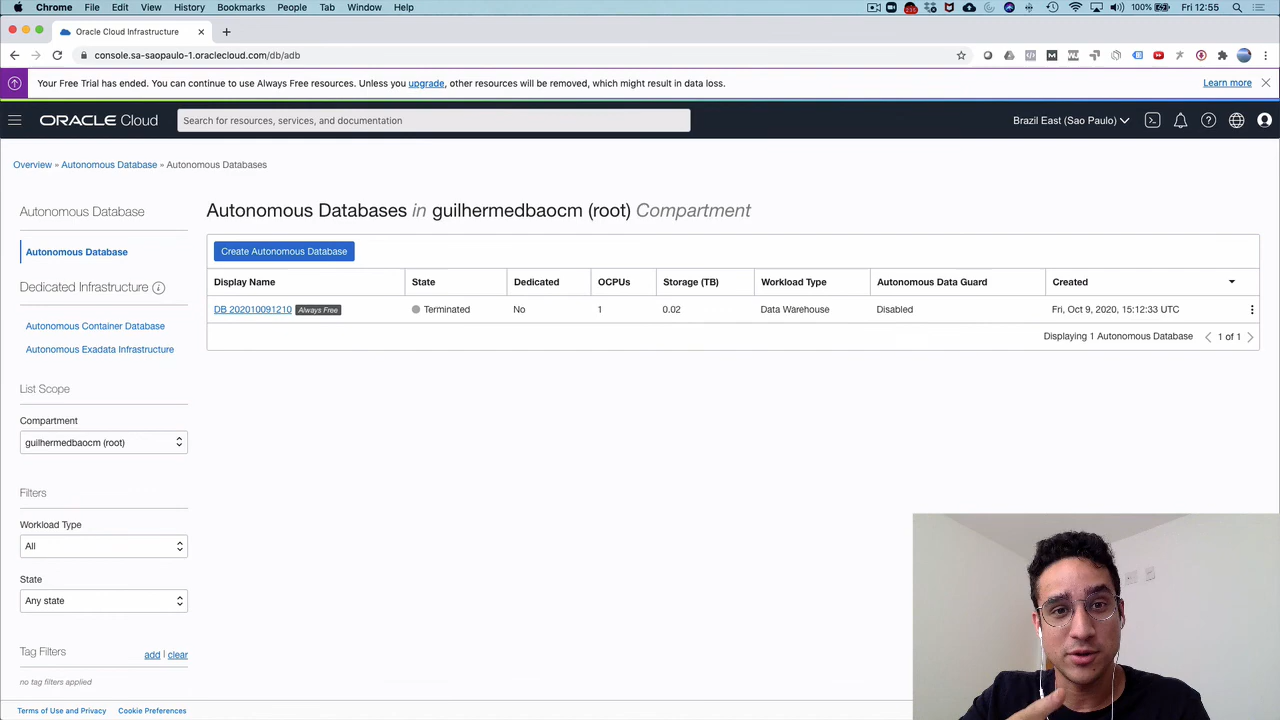 Chrome File Edit View History Bookmarks People Tab Window Help 100% Fri 12:55
Oracle Cloud Infrastructure
console.sa-saopaulo-1.oraclecloud.com/db/adb
Your Free Trial has ended. You can continue to use Always Free resources. Unless you upgrade, other resources will be removed, which might result in data loss. Learn more
ORACLE Cloud Search for resources, services, and documentation Brazil East (Sao Paulo)
Overview » Autonomous Database » Autonomous Databases
Autonomous Database
Autonomous Database
Dedicated Infrastructure
Autonomous Container Database
Autonomous Exadata Infrastructure
List Scope
Compartment
guilhermedbaocm (root)
Filters
Workload Type
All
State
Any state
Tag Filters add | clear
no tag filters applied
Autonomous Databases in guilhermedbaocm (root) Compartment
Create Autonomous Database
Display Name State Dedicated OCPUs Storage (TB) Workload Type Autonomous Data Guard Created
DB 202010091210 Always Free Terminated No 1 0.02 Data Warehouse Disabled Fri, Oct 9, 2020, 15:12:33 UTC
Displaying 1 Autonomous Database 1 of 1
Terms of Use and Privacy Cookie Preferences